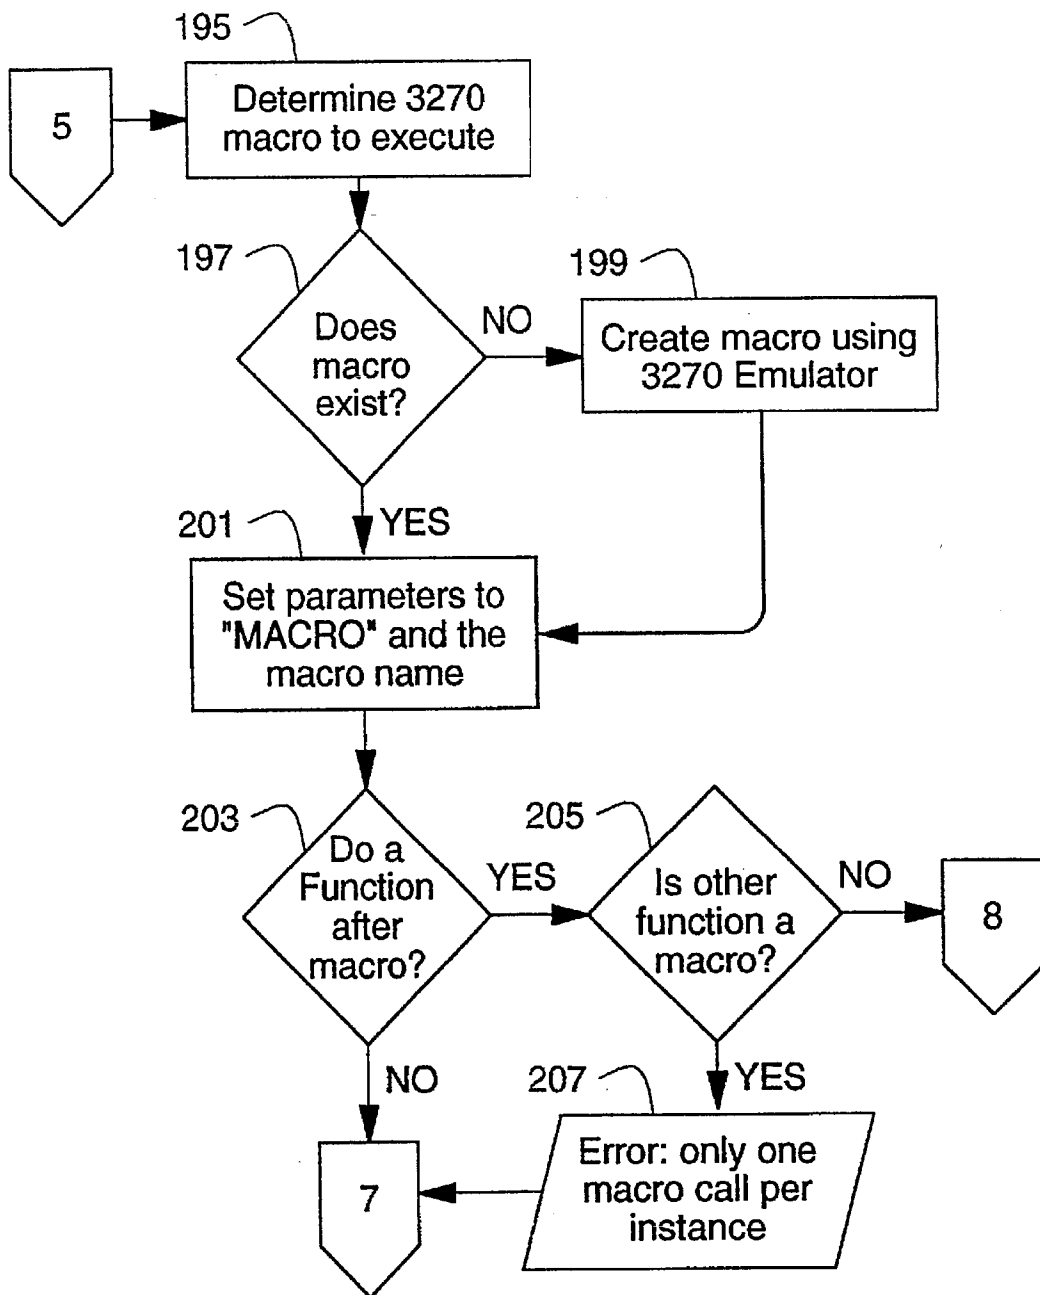 195
5
Determine 3270
macro to execute
197
Does
macro
exist?
NO
199
Create macro using
3270 Emulator
YES
201
Set parameters to
"MACRO" and the
macro name
203
Do a
Function
after
macro?
YES
205
Is other
function a
macro?
NO
8
NO
YES
207
Error: only one
macro call per
instance
7